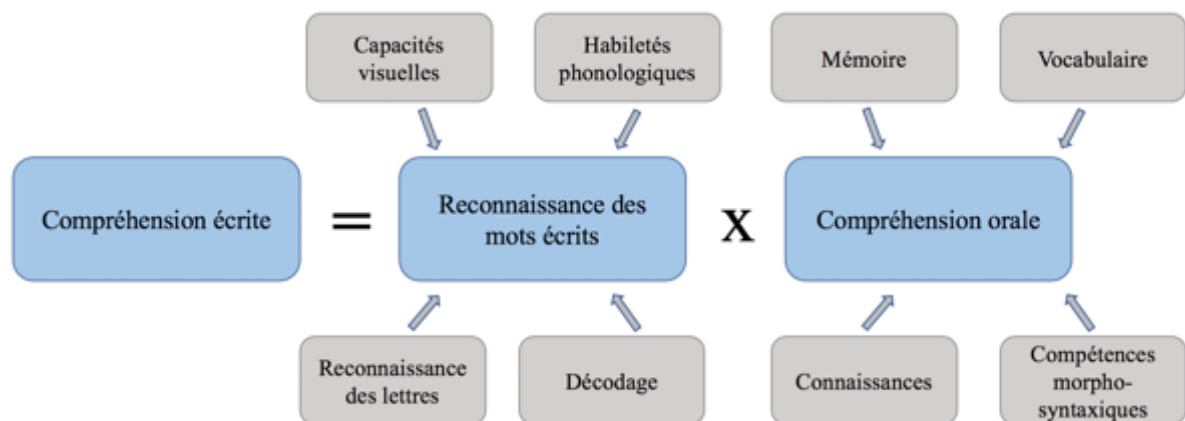 Capacités
visuelles
Habiletés
phonologiques
Mémoire
Vocabulaire
Compréhension écrite
=
Reconnaissance des
mots écrits
X
Compréhension orale
Reconnaissance
des lettres
Décodage
Connaissances
Compétences
morpho-
syntaxiques